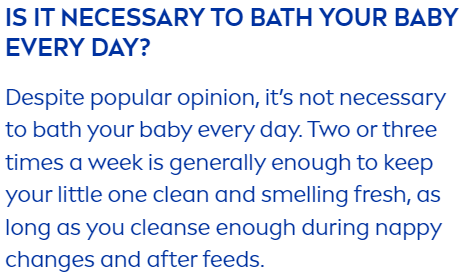 IS IT NECESSARY TO BATH YOUR BABY
EVERY DAY?
Despite popular opinion, it’s not necessary
to bath your baby every day. Two or three
times a week is generally enough to keep
your little one clean and smelling fresh, as
long as you cleanse enough during nappy
changes and after feeds.